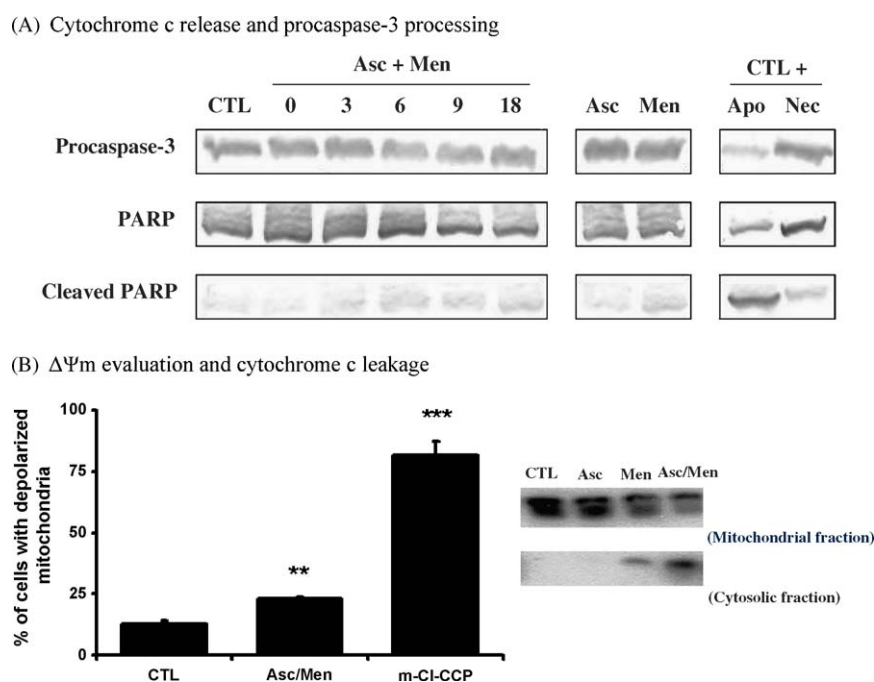 (A) Cytochrome c release and procaspase-3 processing
Asc + Men
CTL +
CTL 0 3 6 9 18 Asc Men Apo Nec
Procaspase-3
PARP
Cleaved PARP
(B) ΔΨm evaluation and cytochrome c leakage
% of cells with depolarized
mitochondria
100
75
50
25
0
**
***
CTL Asc/Men m-Cl-CCP
CTL Asc Men Asc/Men
(Mitochondrial fraction)
(Cytosolic fraction)